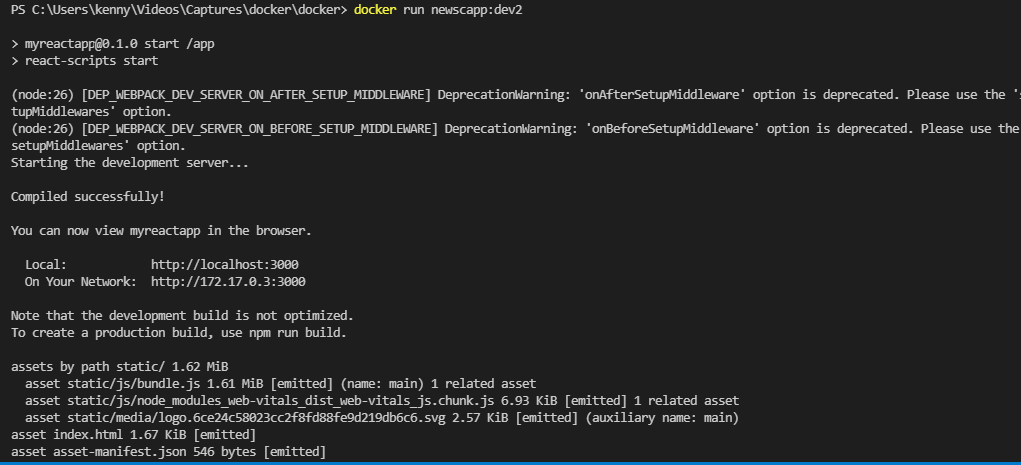 PS C:\Users\kenny\Videos\Captures\docker\docker> docker run newscapp:dev2
> myreactapp@0.1.0 start /app
> react-scripts start
(node:26) [DEP_WEBPACK_DEV_SERVER_ON_AFTER_SETUP_MIDDLEWARE] DeprecationWarning: 'onAfterSetupMiddleware' option is deprecated. Please use the 's
tupMiddlewares' option.
(node:26) [DEP_WEBPACK_DEV_SERVER_ON_BEFORE_SETUP_MIDDLEWARE] DeprecationWarning: 'onBeforeSetupMiddleware' option is deprecated. Please use the
setupMiddlewares' option.
Starting the development server...
Compiled successfully!
You can now view myreactapp in the browser.
Local: http://localhost:3000
On Your Network: http://172.17.0.3:3000
Note that the development build is not optimized.
To create a production build, use npm run build.
assets by path static/ 1.62 MiB
asset static/js/bundle.js 1.61 MiB [emitted] (name: main) 1 related asset
asset static/js/node_modules_web-vitals_dist_web-vitals_js.chunk.js 6.93 KiB [emitted] 1 related asset
asset static/media/logo.6ce24c58023cc2f8fd88fe9d219db6c6.svg 2.57 KiB [emitted] (auxiliary name: main)
asset index.html 1.67 KiB [emitted]
asset asset-manifest.json 546 bytes [emitted]